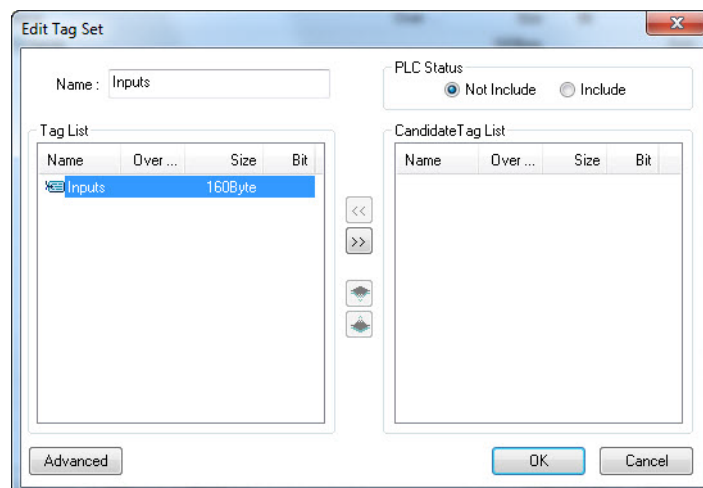 Edit Tag Set
Name : Inputs
PLC Status
Not Include Include
Tag List
Name Over ... Size Bit
Inputs 160Byte
CandidateTag List
Name Over ... Size Bit
<<
>>
Advanced
OK Cancel